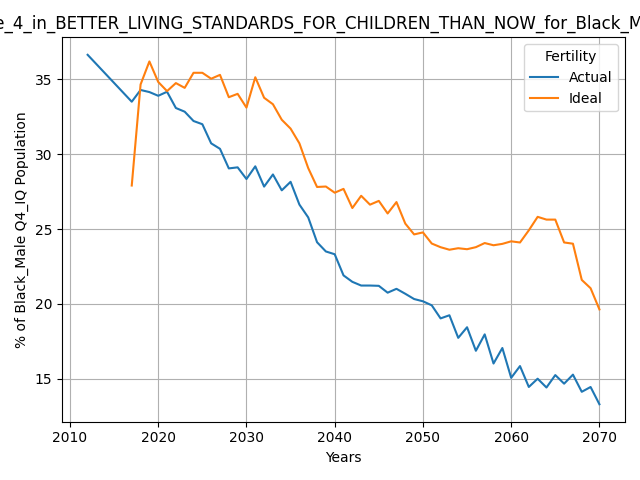 e_4_in_BETTER_LIVING_STANDARDS_FOR_CHILDREN_THAN_NOW_for_Black_M
Fertility
Actual
Ideal
35
30
25
20
15
% of Black_Male Q4_IQ Population
2010 2020 2030 2040 2050 2060 2070
Years